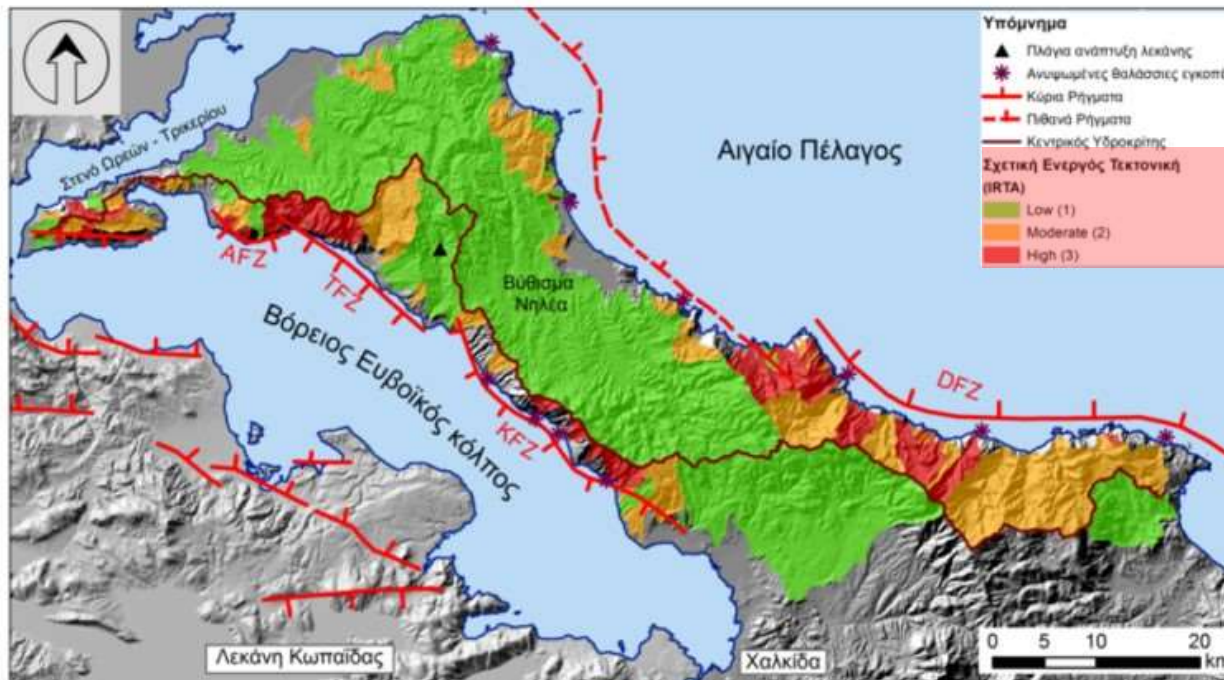 Υπόμνημα
Πλάγια ανάπτυξη λεκάνης
Ανυψωμένες θαλάσσιες εγκοπέ
Κύρια Ρήγματα
Πιθανά Ρήγματα
Κεντρικός Υδροκρίτης
Σχετική Ενεργός Τεκτονική
(IRTA)
Low (1)
Moderate (2)
High (3)
Στενό Ωρεών - Τρικερίου
Αιγαίο Πέλαγος
AFZ
TFZ
Βύθισμα
Νηλέα
Βόρειος Ευβοϊκός κόλπος
KFZ
DFZ
Λεκάνη Κωπαΐδας
Χαλκίδα
0 5 10 20
km